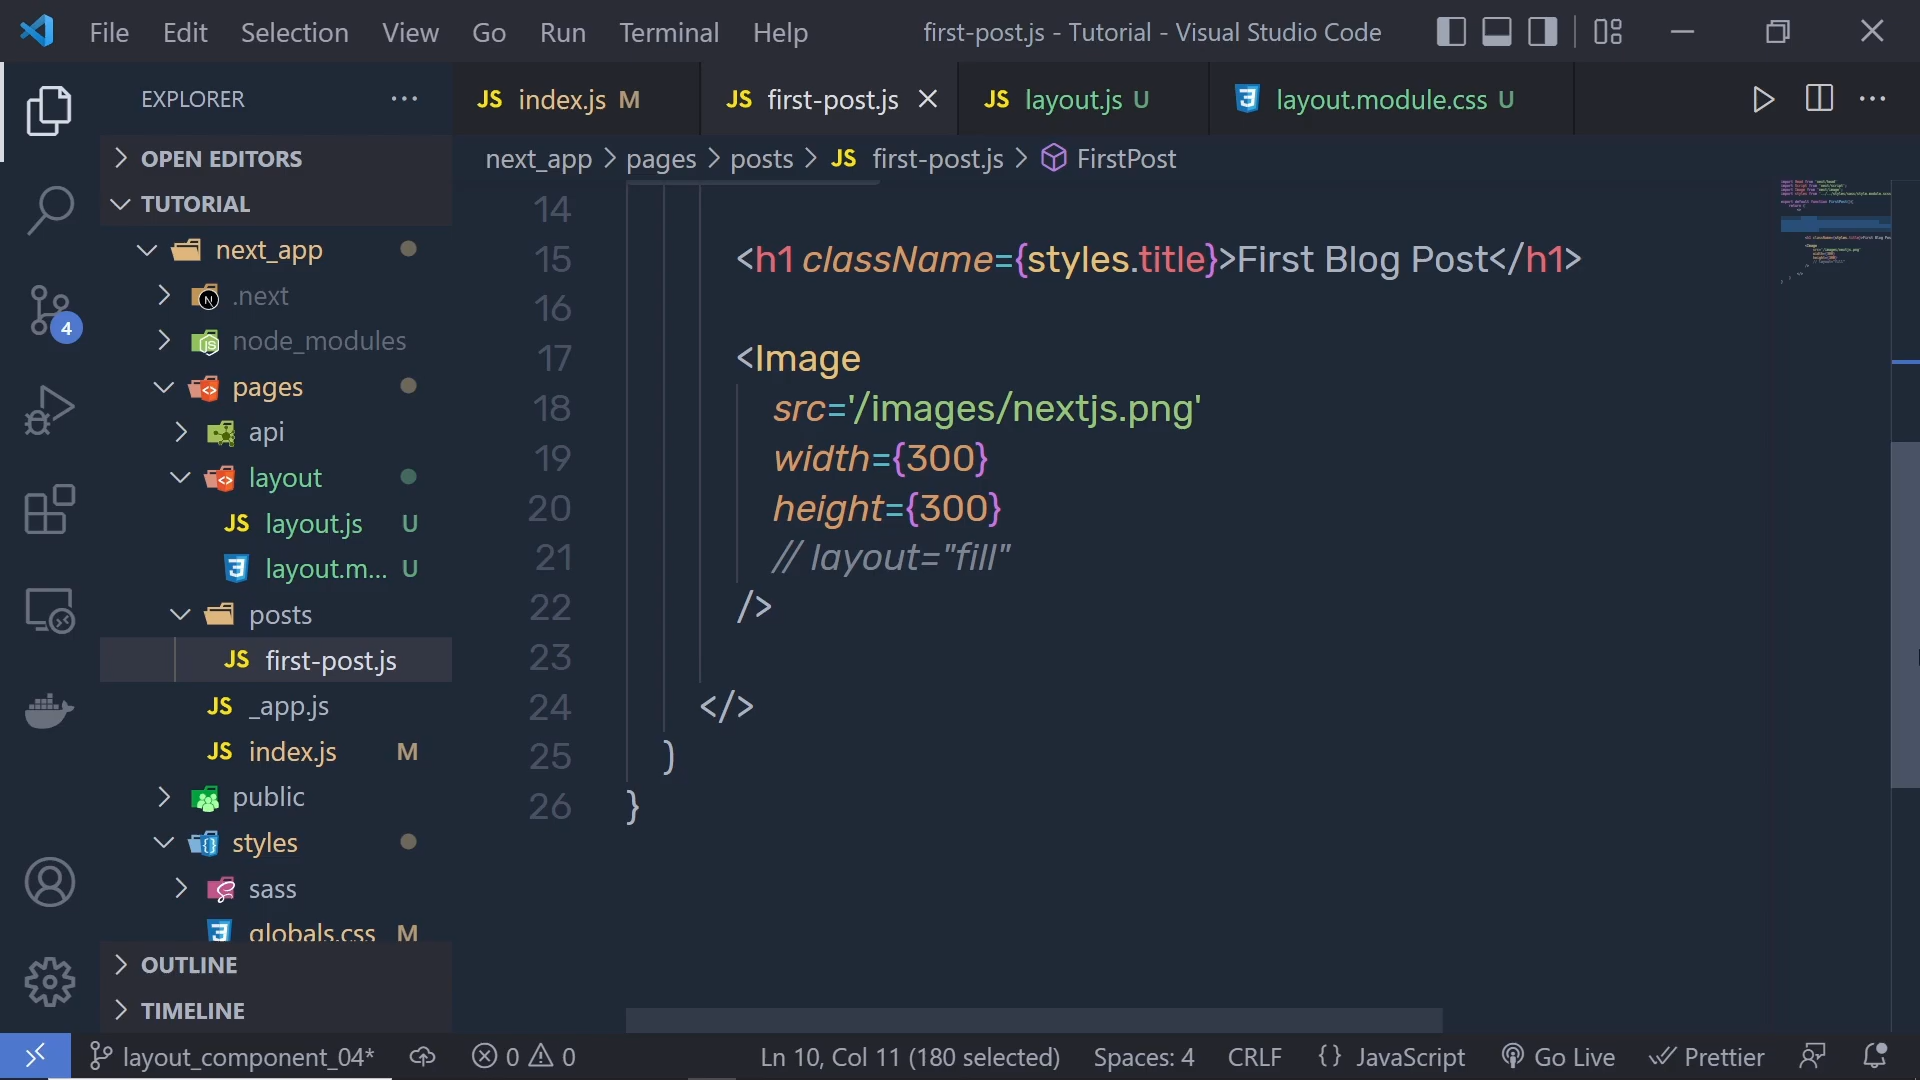 File Edit Selection View Go Run Terminal Help first-post.js - Tutorial - Visual Studio Code
EXPLORER
JS index.js M JS first-post.js JS layout.js U layout.module.css U
next_app > pages > posts > JS first-post.js > FirstPost
OPEN EDITORS
TUTORIAL
next_app
.next
node_modules
pages
api
layout
JS layout.js U
layout.m... U
posts
JS first-post.js
JS _app.js
JS index.js M
public
styles
sass
globals.css M
OUTLINE
TIMELINE
4
14
15 <h1 className={styles.title}>First Blog Post</h1>
16
17 <Image
18 src='/images/nextjs.png'
19 width={300}
20 height={300}
21 // layout="fill"
22 />
23
24 </>
25 )
26 }
layout_component_04* 0 0 Ln 10, Col 11 (180 selected) Spaces: 4 CRLF {} JavaScript Go Live Prettier